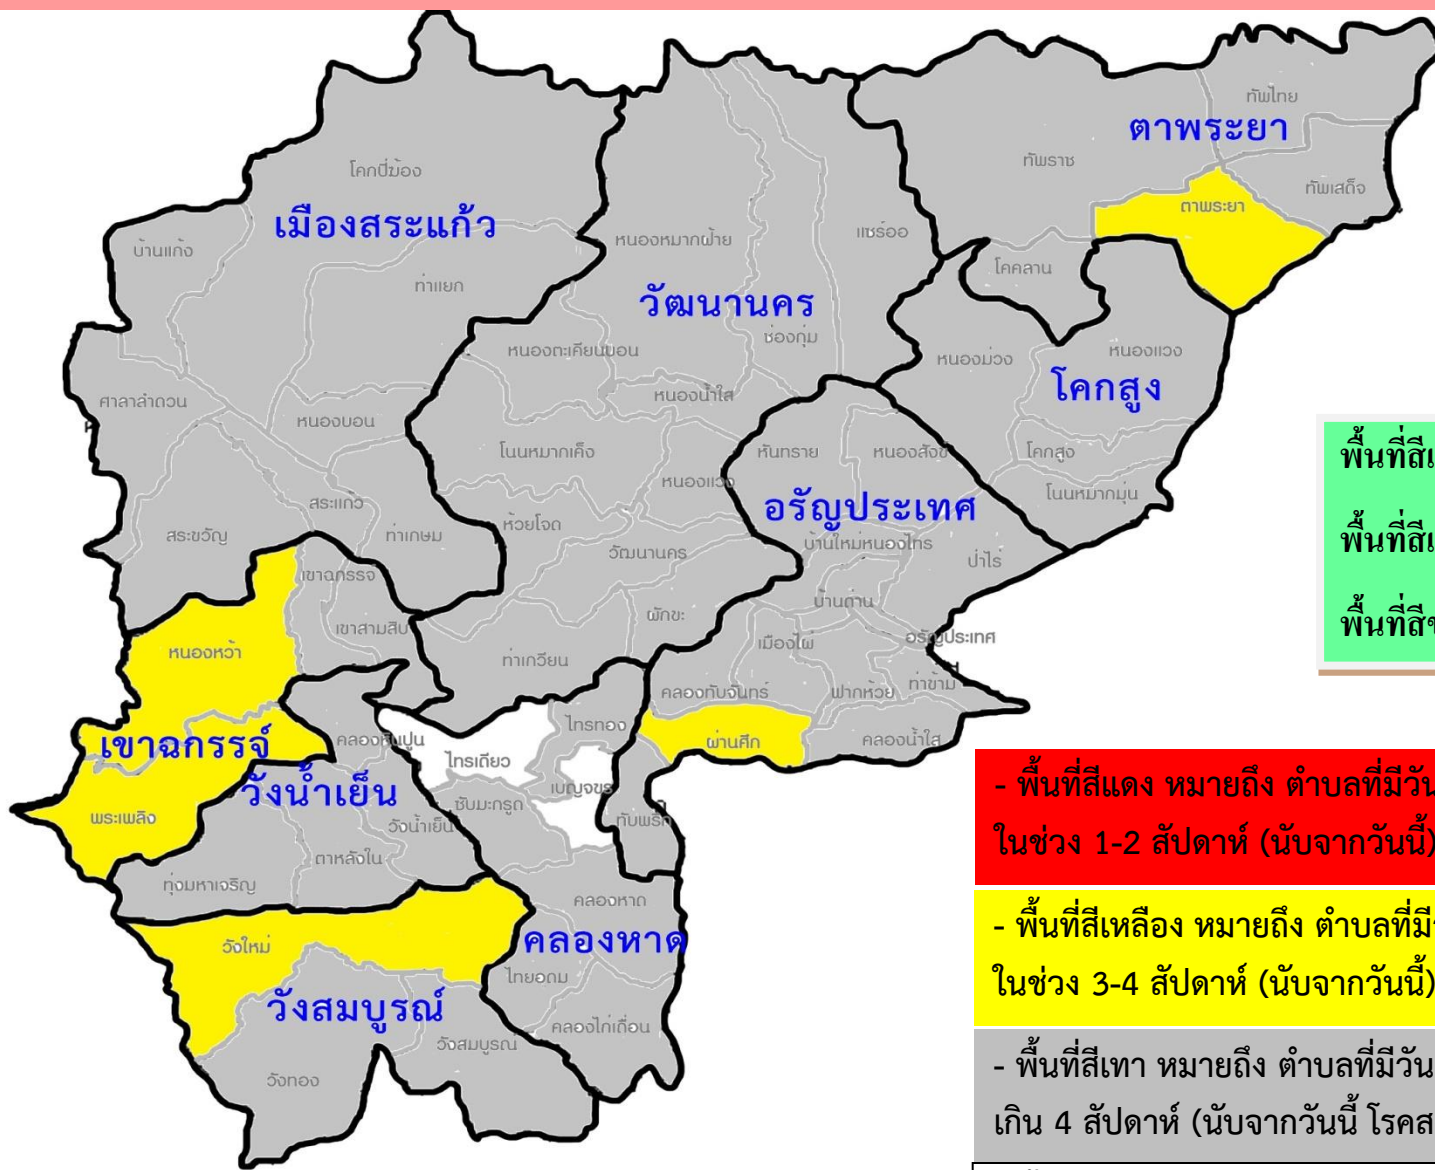 ทัพไทย
ตาพระยา
ทัพราช
โคกปี่ฆ้อง
ทัพเสด็จ
ตาพระยา
เมืองสระแก้ว
หนองหมากฝ้าย
แซร์ออ
บ้านแก้ง
โคคลาน
ท่าแยก
วัฒนานคร
ช่องกุ่ม
หนองตะเคียนบอน
หนองม่วง
หนองแวง
โคกสูง
ศาลาลำดวน
หนองน้ำใส
หนองบอน
โนนหมากเค็ง
หันทราย
หนองสังข์
โคกสูง
หนองแวง
โนนหมากมุ่น
สระแก้ว
อรัญประเทศ
สระขวัญ
ท่าเกษม
ห้วยโจด
บ้านใหม่หนองไทร
วัฒนานคร
ป่าไร่
เขาฉกรรจ์
บ้านด่าน
ผักขะ
เขาสามสิบ
เมืองไผ่
อรัญประเทศ
หนองหว้า
ท่าเกวียน
คลองทับจันทร์
ฟากห้วย
ท่าข้าม
ไทรทอง
คลองหินปูน
ผ่านศึก
คลองน้ำใส
เขาฉกรรจ์
ไทรเดียว
เบญจขร
วังน้ำเย็น
ซับมะกรูด
พระเพลิง
วังน้ำเย็น
ทับพริก
ตาหลังใน
ทุ่งมหาเจริญ
คลองหาด
วังใหม่
คลองหาด
ไทยอุดม
วังสมบูรณ์
คลองไก่เถื่อน
วังสมบูรณ์
วังทอง
พื้นที่สี
พื้นที่สี
พื้นที่สี
- พื้นที่สีแดง หมายถึง ตำบลที่มีวัน
ในช่วง 1-2 สัปดาห์ (นับจากวันนี้)
- พื้นที่สีเหลือง หมายถึง ตำบลที่มี
ในช่วง 3-4 สัปดาห์ (นับจากวันนี้)
- พื้นที่สีเทา หมายถึง ตำบลที่มีวัน
เกิน 4 สัปดาห์ (นับจากวันนี้ โรคส